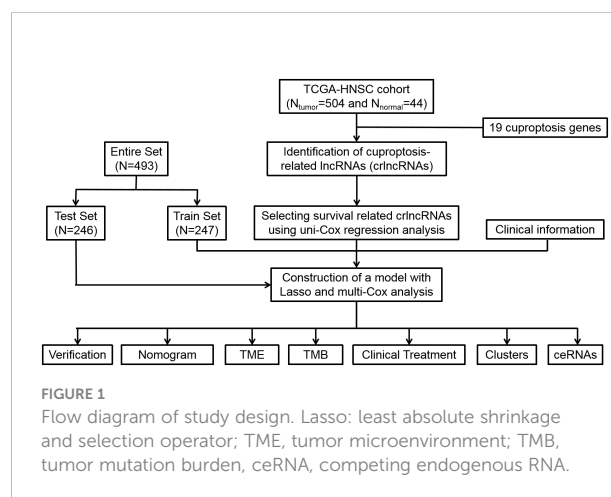 TCGA-HNSC cohort
(Ntumor=504 and Nnormal=44)
19 cuproptosis genes
Entire Set
(N=493)
Identification of cuproptosis-
related lncRNAs (crlncRNAs)
Test Set
(N=246)
Train Set
(N=247)
Selecting survival related crlncRNAs
using uni-Cox regression analysis
Clinical information
Construction of a model with
Lasso and multi-Cox analysis
Verification
Nomogram
TME
TMB
Clinical Treatment
Clusters
ceRNAs
FIGURE 1
Flow diagram of study design. Lasso: least absolute shrinkage
and selection operator; TME, tumor microenvironment; TMB,
tumor mutation burden, ceRNA, competing endogenous RNA.